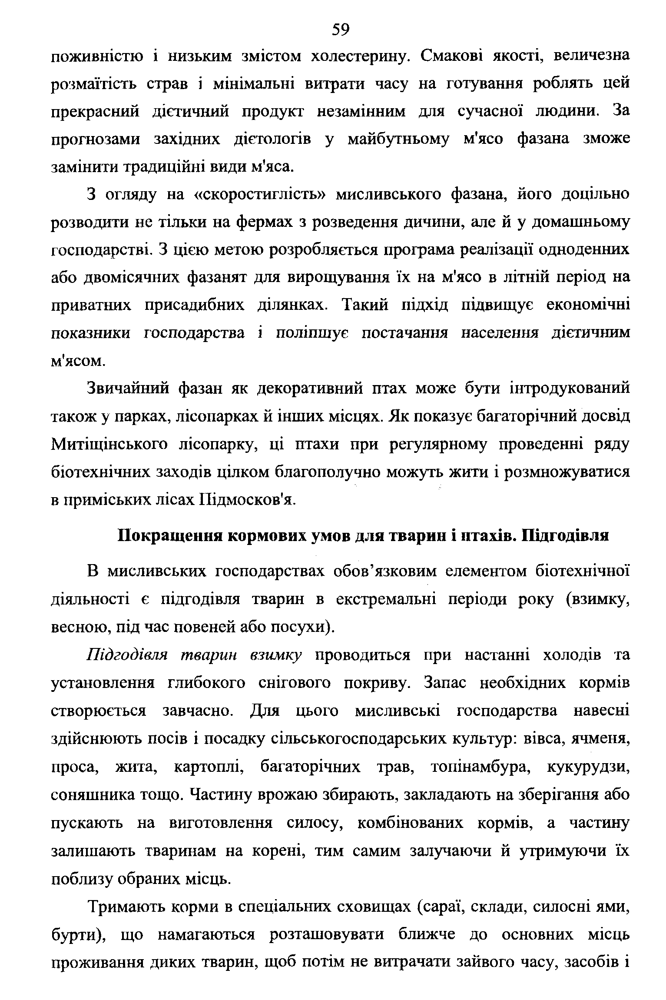 59
поживністю і низьким змістом холестерину. Смакові якості, величезна
розмаїтість страв і мінімальні витрати часу на готування роблять цей
прекрасний дієтичний продукт незамінним для сучасної людини. За
прогнозами західних дієтологів у майбутньому м'ясо фазана зможе
замінити традиційні види м'яса.
З огляду на «скоростиглість» мисливського фазана, його доцільно
розводити не тільки на фермах з розведення дичини, але й у домашньому
господарстві. З цією метою розробляється програма реалізації одноденних
або двомісячних фазанят для вирощування їх на м'ясо в літній період на
приватних присадибних ділянках. Такий підхід підвищує економічні
показники господарства і поліпшує постачання населення дієтичним
м'ясом.
Звичайний фазан як декоративний птах може бути інтродукований
також у парках, лісопарках й інших місцях. Як показує багаторічний досвід
Митіщінського лісопарку, ці птахи при регулярному проведенні ряду
біотехнічних заходів цілком благополучно можуть жити і розмножуватися
в приміських лісах Підмосков'я.
Покращення кормових умов для тварин і птахів. Підгодівля
В мисливських господарствах обов’язковим елементом біотехнічної
діяльності є підгодівля тварин в екстремальні періоди року (взимку,
весною, під час повеней або посухи).
Підгодівля тварин взимку проводиться при настанні холодів та
установлення глибокого снігового покриву. Запас необхідних кормів
створюється завчасно. Для цього мисливські господарства навесні
здійснюють посів і посадку сільськогосподарських культур: вівса, ячменя,
проса, жита, картоплі, багаторічних трав, топінамбура, кукурудзи,
соняшника тощо. Частину врожаю збирають, закладають на зберігання або
пускають на виготовлення силосу, комбінованих кормів, а частину
залишають тваринам на корені, тим самим залучаючи й утримуючи їх
поблизу обраних місць.
Тримають корми в спеціальних сховищах (сараї, склади, силосні ями,
бурти), що намагаються розташовувати ближче до основних місць
проживання диких тварин, щоб потім не витрачати зайвого часу, засобів і